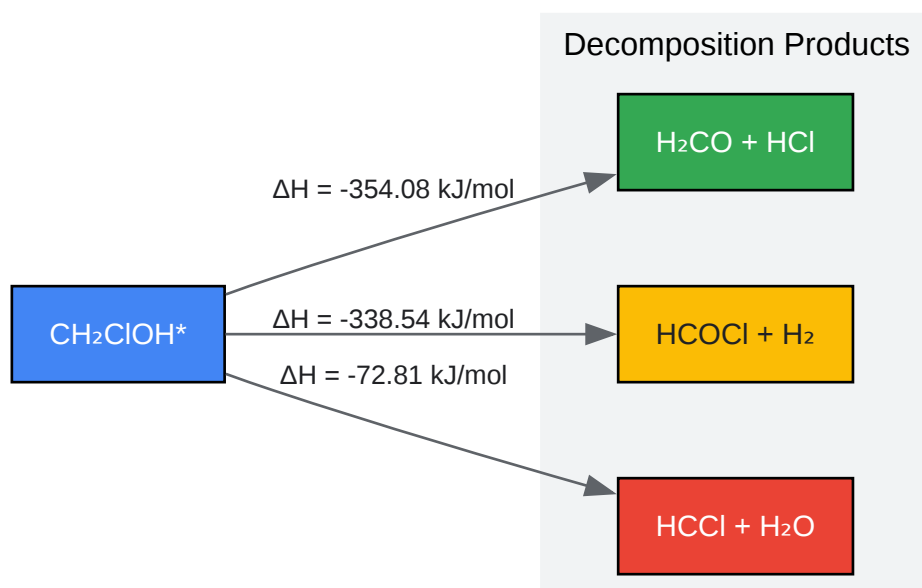 Decomposition Products
H₂CO + HCl
ΔH = -354.08 kJ/mol
CH₂ClOH*
ΔH = -338.54 kJ/mol
HCOCl + H₂
ΔH = -72.81 kJ/mol
HCCl + H₂O